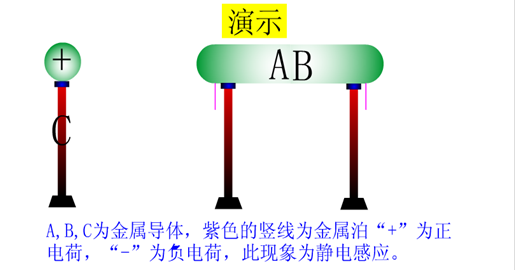 演示
+
AB
C
A,B,C为金属导体，紫色的竖线为金属泊“+”为正
电荷，“-”为负电荷，此现象为静电感应。